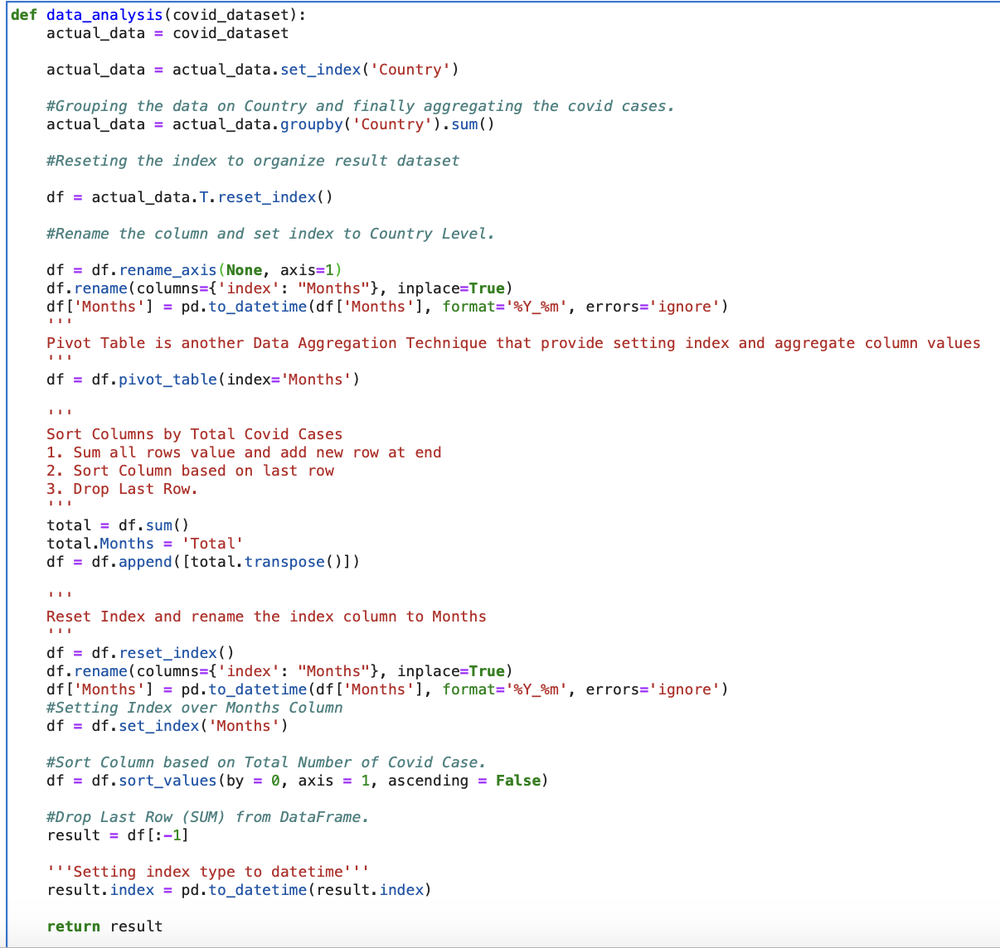 def data_analysis(covid_dataset):
    actual_data = covid_dataset

    actual_data = actual_data.set_index('Country')

    #Grouping the data on Country and finally aggregating the covid cases.
    actual_data = actual_data.groupby('Country').sum()

    #Reseting the index to organize result dataset

    df = actual_data.T.reset_index()

    #Rename the column and set index to Country Level.

    df = df.rename_axis(None, axis=1)
    df.rename(columns={'index': "Months"}, inplace=True)
    df['Months'] = pd.to_datetime(df['Months'], format='%Y_%m', errors='ignore')
    '''
    Pivot Table is another Data Aggregation Technique that provide setting index and aggregate column values
    '''
    df = df.pivot_table(index='Months')

    '''
    Sort Columns by Total Covid Cases
    1. Sum all rows value and add new row at end
    2. Sort Column based on last row
    3. Drop Last Row.
    '''
    total = df.sum()
    total.Months = 'Total'
    df = df.append([total.transpose()])

    '''
    Reset Index and rename the index column to Months
    '''
    df = df.reset_index()
    df.rename(columns={'index': "Months"}, inplace=True)
    df['Months'] = pd.to_datetime(df['Months'], format='%Y_%m', errors='ignore')
    #Setting Index over Months Column
    df = df.set_index('Months')

    #Sort Column based on Total Number of Covid Case.
    df = df.sort_values(by = 0, axis = 1, ascending = False)

    #Drop Last Row (SUM) from DataFrame.
    result = df[:-1]

    '''Setting index type to datetime'''
    result.index = pd.to_datetime(result.index)

    return result